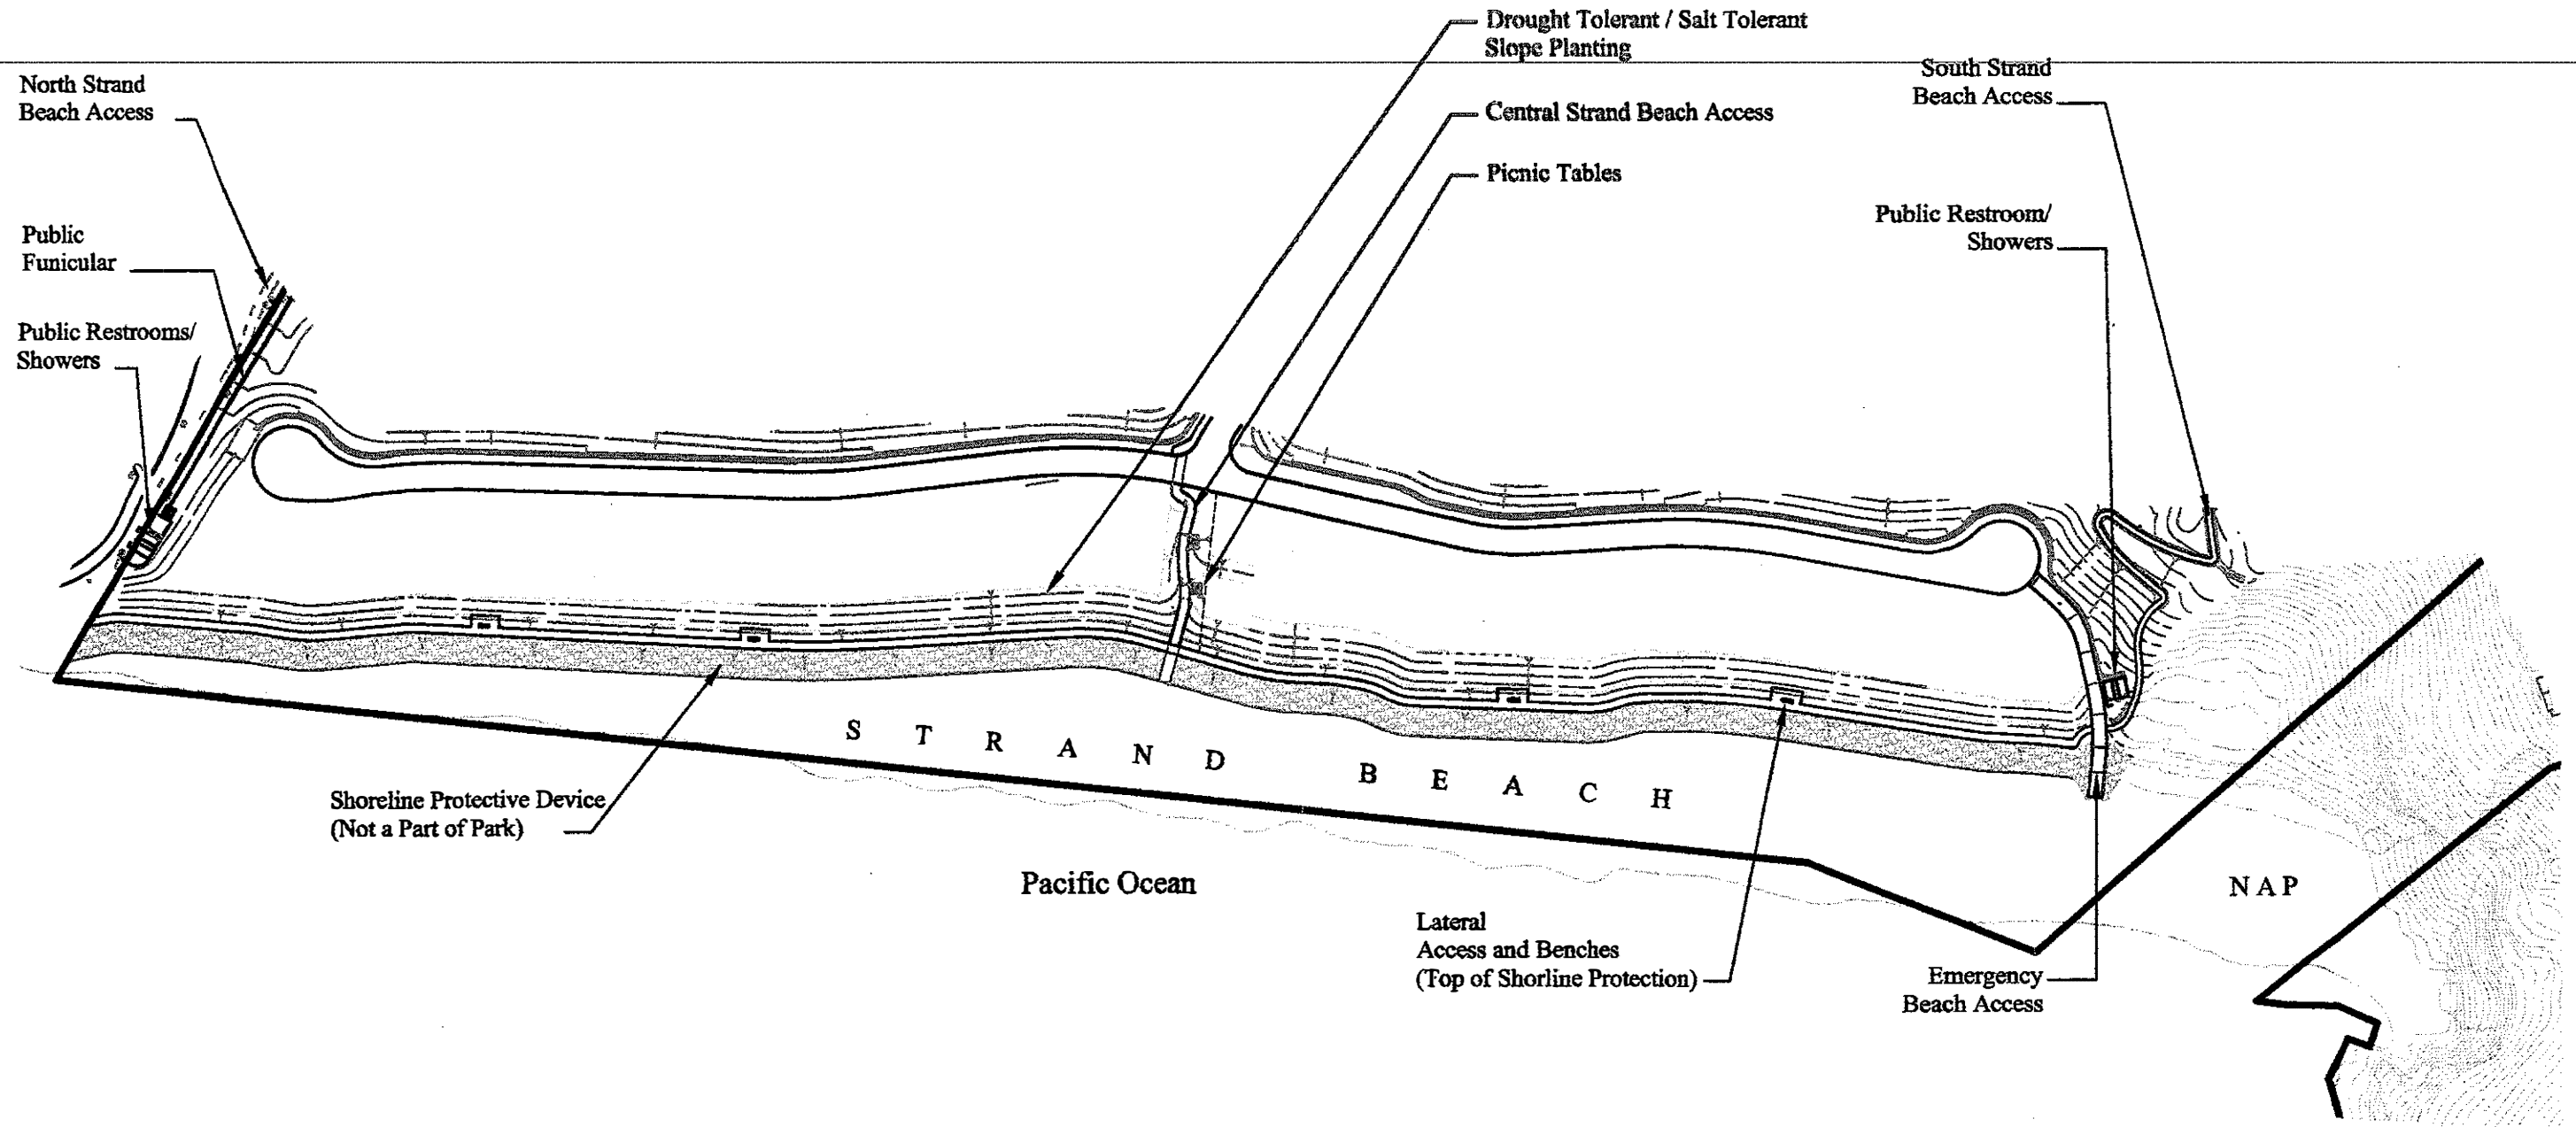 Drought Tolerant / Salt Tolerant
Slope Planting
North Strand
Beach Access
South Strand
Beach Access
Central Strand Beach Access
Picnic Tables
Public
Funicular
Public Restroom/
Showers
Public Restrooms/
Showers
STRAND BEACH
Shoreline Protective Device
(Not a Part of Park)
Pacific Ocean
NAP
Lateral
Access and Benches
(Top of Shorline Protection)
Emergency
Beach Access